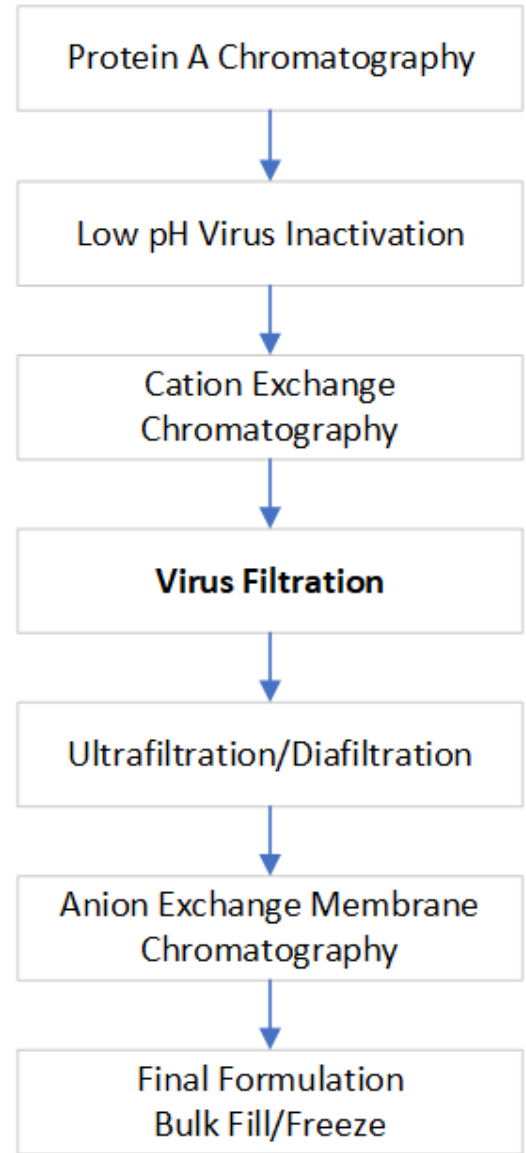 Protein A Chromatography
Low pH Virus Inactivation
Cation Exchange
Chromatography
Virus Filtration
Ultrafiltration/Diafiltration
Anion Exchange Membrane
Chromatography
Final Formulation
Bulk Fill/Freeze